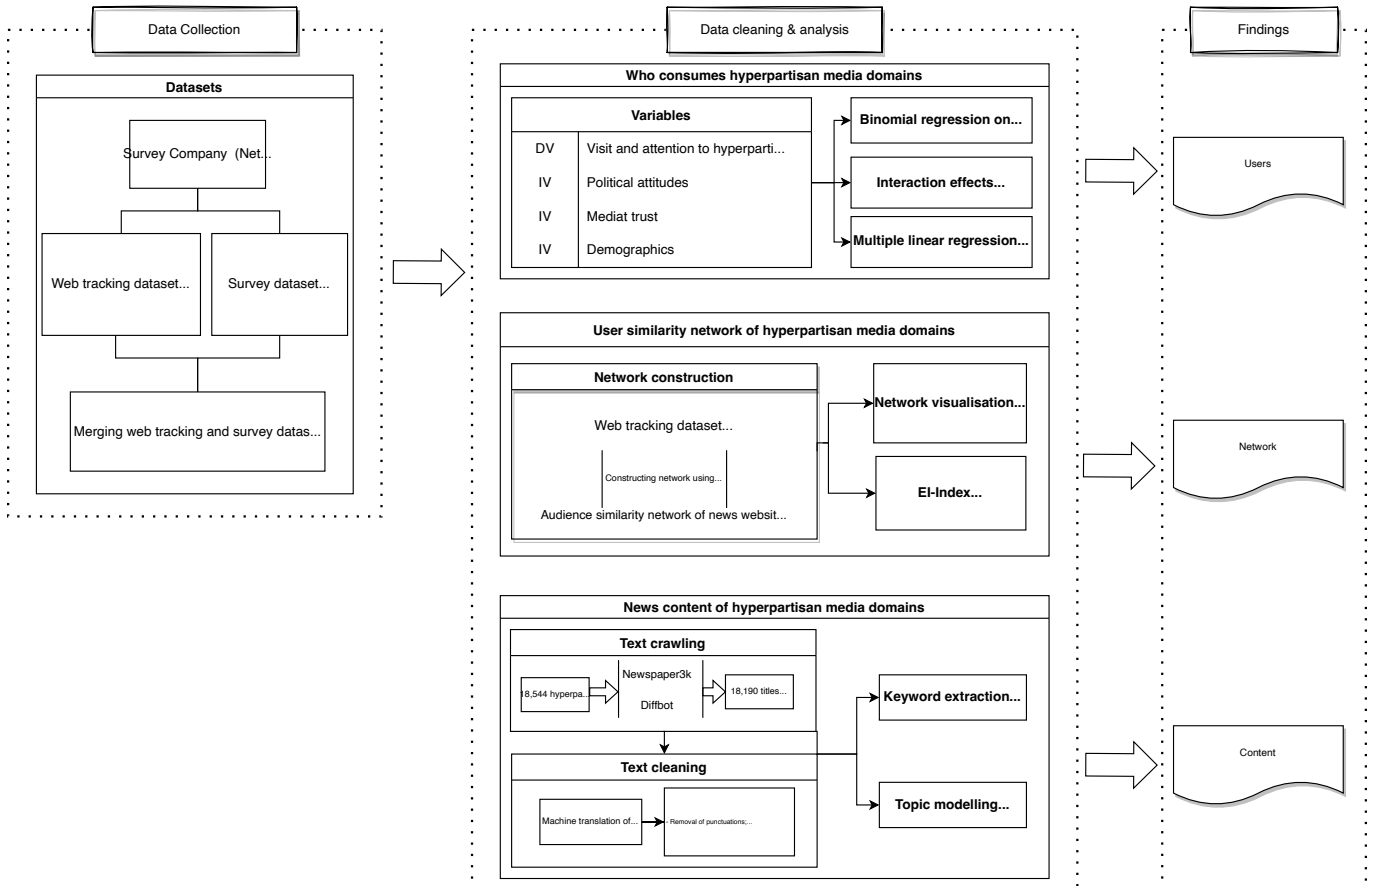 Data Collection
Data cleaning & analysis
Findings
Datasets
Survey Company (Net...
Web tracking dataset...
Survey dataset...
Merging web tracking and survey datas...
Who consumes hyperpartisan media domains
Variables
DV Visit and attention to hyperparti...
IV Political attitudes
IV Mediat trust
IV Demographics
Binomial regression on...
Interaction effects...
Multiple linear regression...
Users
User similarity network of hyperpartisan media domains
Network construction
Web tracking dataset...
Constructing network using...
Audience similarity network of news websit...
Network visualisation...
EI-Index...
Network
News content of hyperpartisan media domains
Text crawling
18,544 hyperpa...
Newspaper3k
Diffbot
18,190 titles...
Text cleaning
Machine translation of...
- Removal of punctuations;...
Keyword extraction...
Topic modelling...
Content